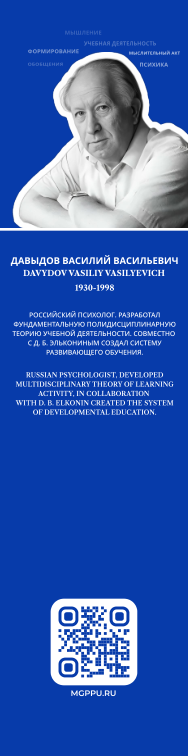 МЫШЛЕНИЕ
УЧЕБНАЯ ДЕЯТЕЛЬНОСТЬ
ФОРМИРОВАНИЕ
МЫСЛИТЕЛЬНЫЙ АКТ
ОБОБЩЕНИЯ
ПСИХИКА
ДАВЫДОВ ВАСИЛИЙ ВАСИЛЬЕВИЧ
DAVYDOV VASILIY VASILYEVICH
1930-1998
РОССИЙСКИЙ ПСИХОЛОГ. РАЗРАБОТАЛ
ФУНДАМЕНТАЛЬНУЮ ПОЛИДИСЦИПЛИНАРНУЮ
ТЕОРИЮ УЧЕБНОЙ ДЕЯТЕЛЬНОСТИ. СОВМЕСТНО
С Д. Б. ЭЛЬКОНИНЫМ СОЗДАЛ СИСТЕМУ
РАЗВИВАЮЩЕГО ОБУЧЕНИЯ.
RUSSIAN PSYCHOLOGIST, DEVELOPED
MULTIDISCIPLINARY THEORY OF LEARNING
ACTIVITY, IN COLLABORATION
WITH D. B. ELKONIN CREATED THE SYSTEM
OF DEVELOPMENTAL EDUCATION.
MGPPU.RU